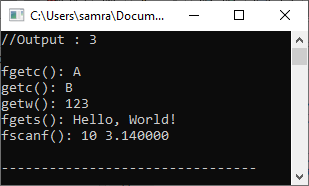 C:\Users\samra\Docum...
//Output : 3
fgetc(): A
getc(): B
getw(): 123
fgets(): Hello, World!
fscanf(): 10 3.140000
--------------------------------